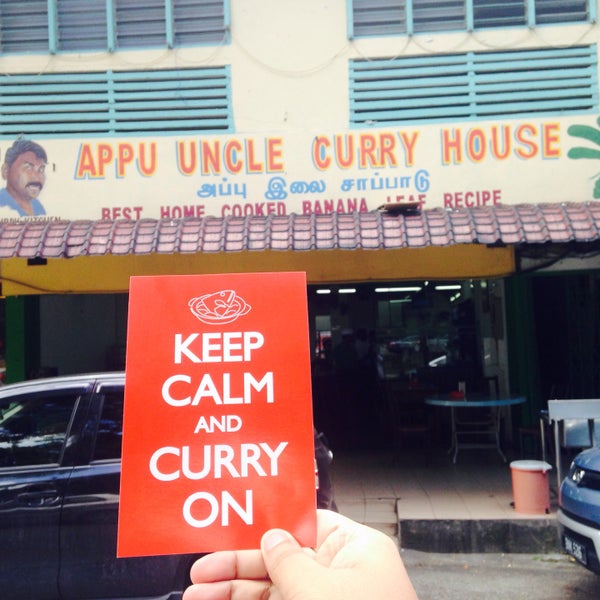 APPU UNCLE CURRY HOUSE
அப்பு இலை சாப்பாடு
BEST HOME COOKED BANANA LEAF RECIPE
KEEP
CALM
AND
CURRY
ON